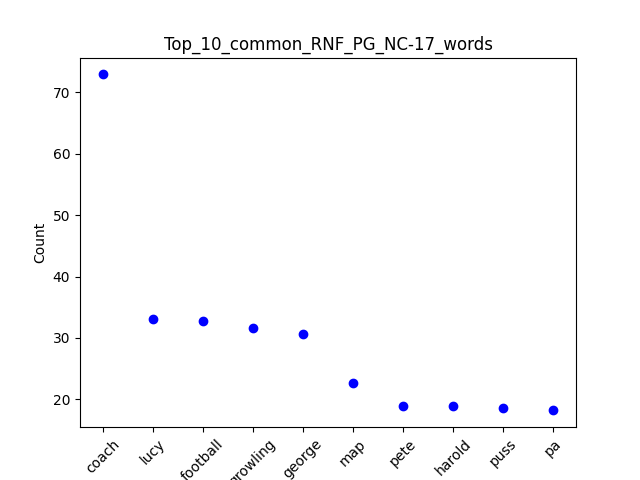 Top_10_common_RNF_PG_NC-17_words
Count
70
60
50
40
30
20
coach
lucy
football
growling
george
map
pete
harold
puss
pa